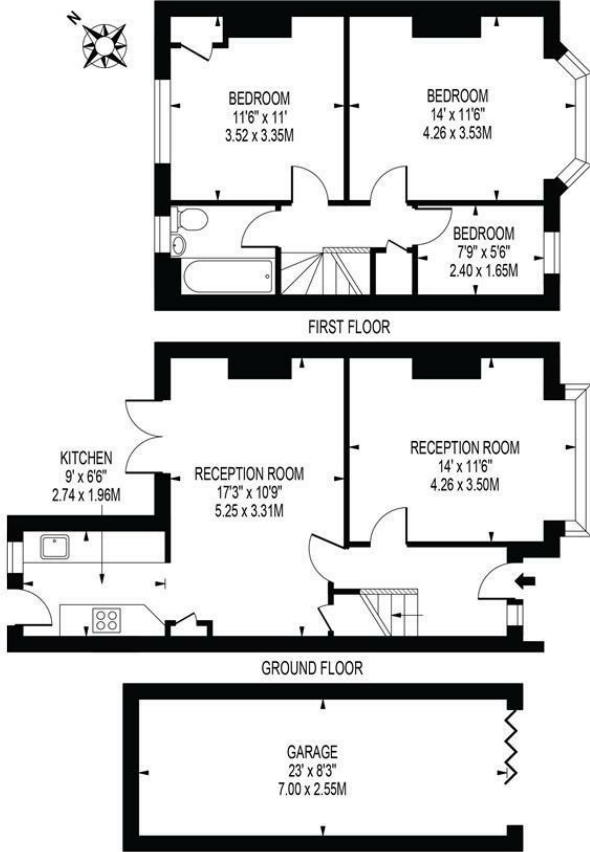 N
BEDROOM
11'6" x 11'
3.52 x 3.35M
BEDROOM
14' x 11'6"
4.26 x 3.53M
BEDROOM
7'9" x 5'6"
2.40 x 1.65M
FIRST FLOOR
KITCHEN
9' x 6'6"
2.74 x 1.96M
RECEPTION ROOM
17'3" x 10'9"
5.25 x 3.31M
RECEPTION ROOM
14' x 11'6"
4.26 x 3.50M
GROUND FLOOR
GARAGE
23' x 8'3"
7.00 x 2.55M